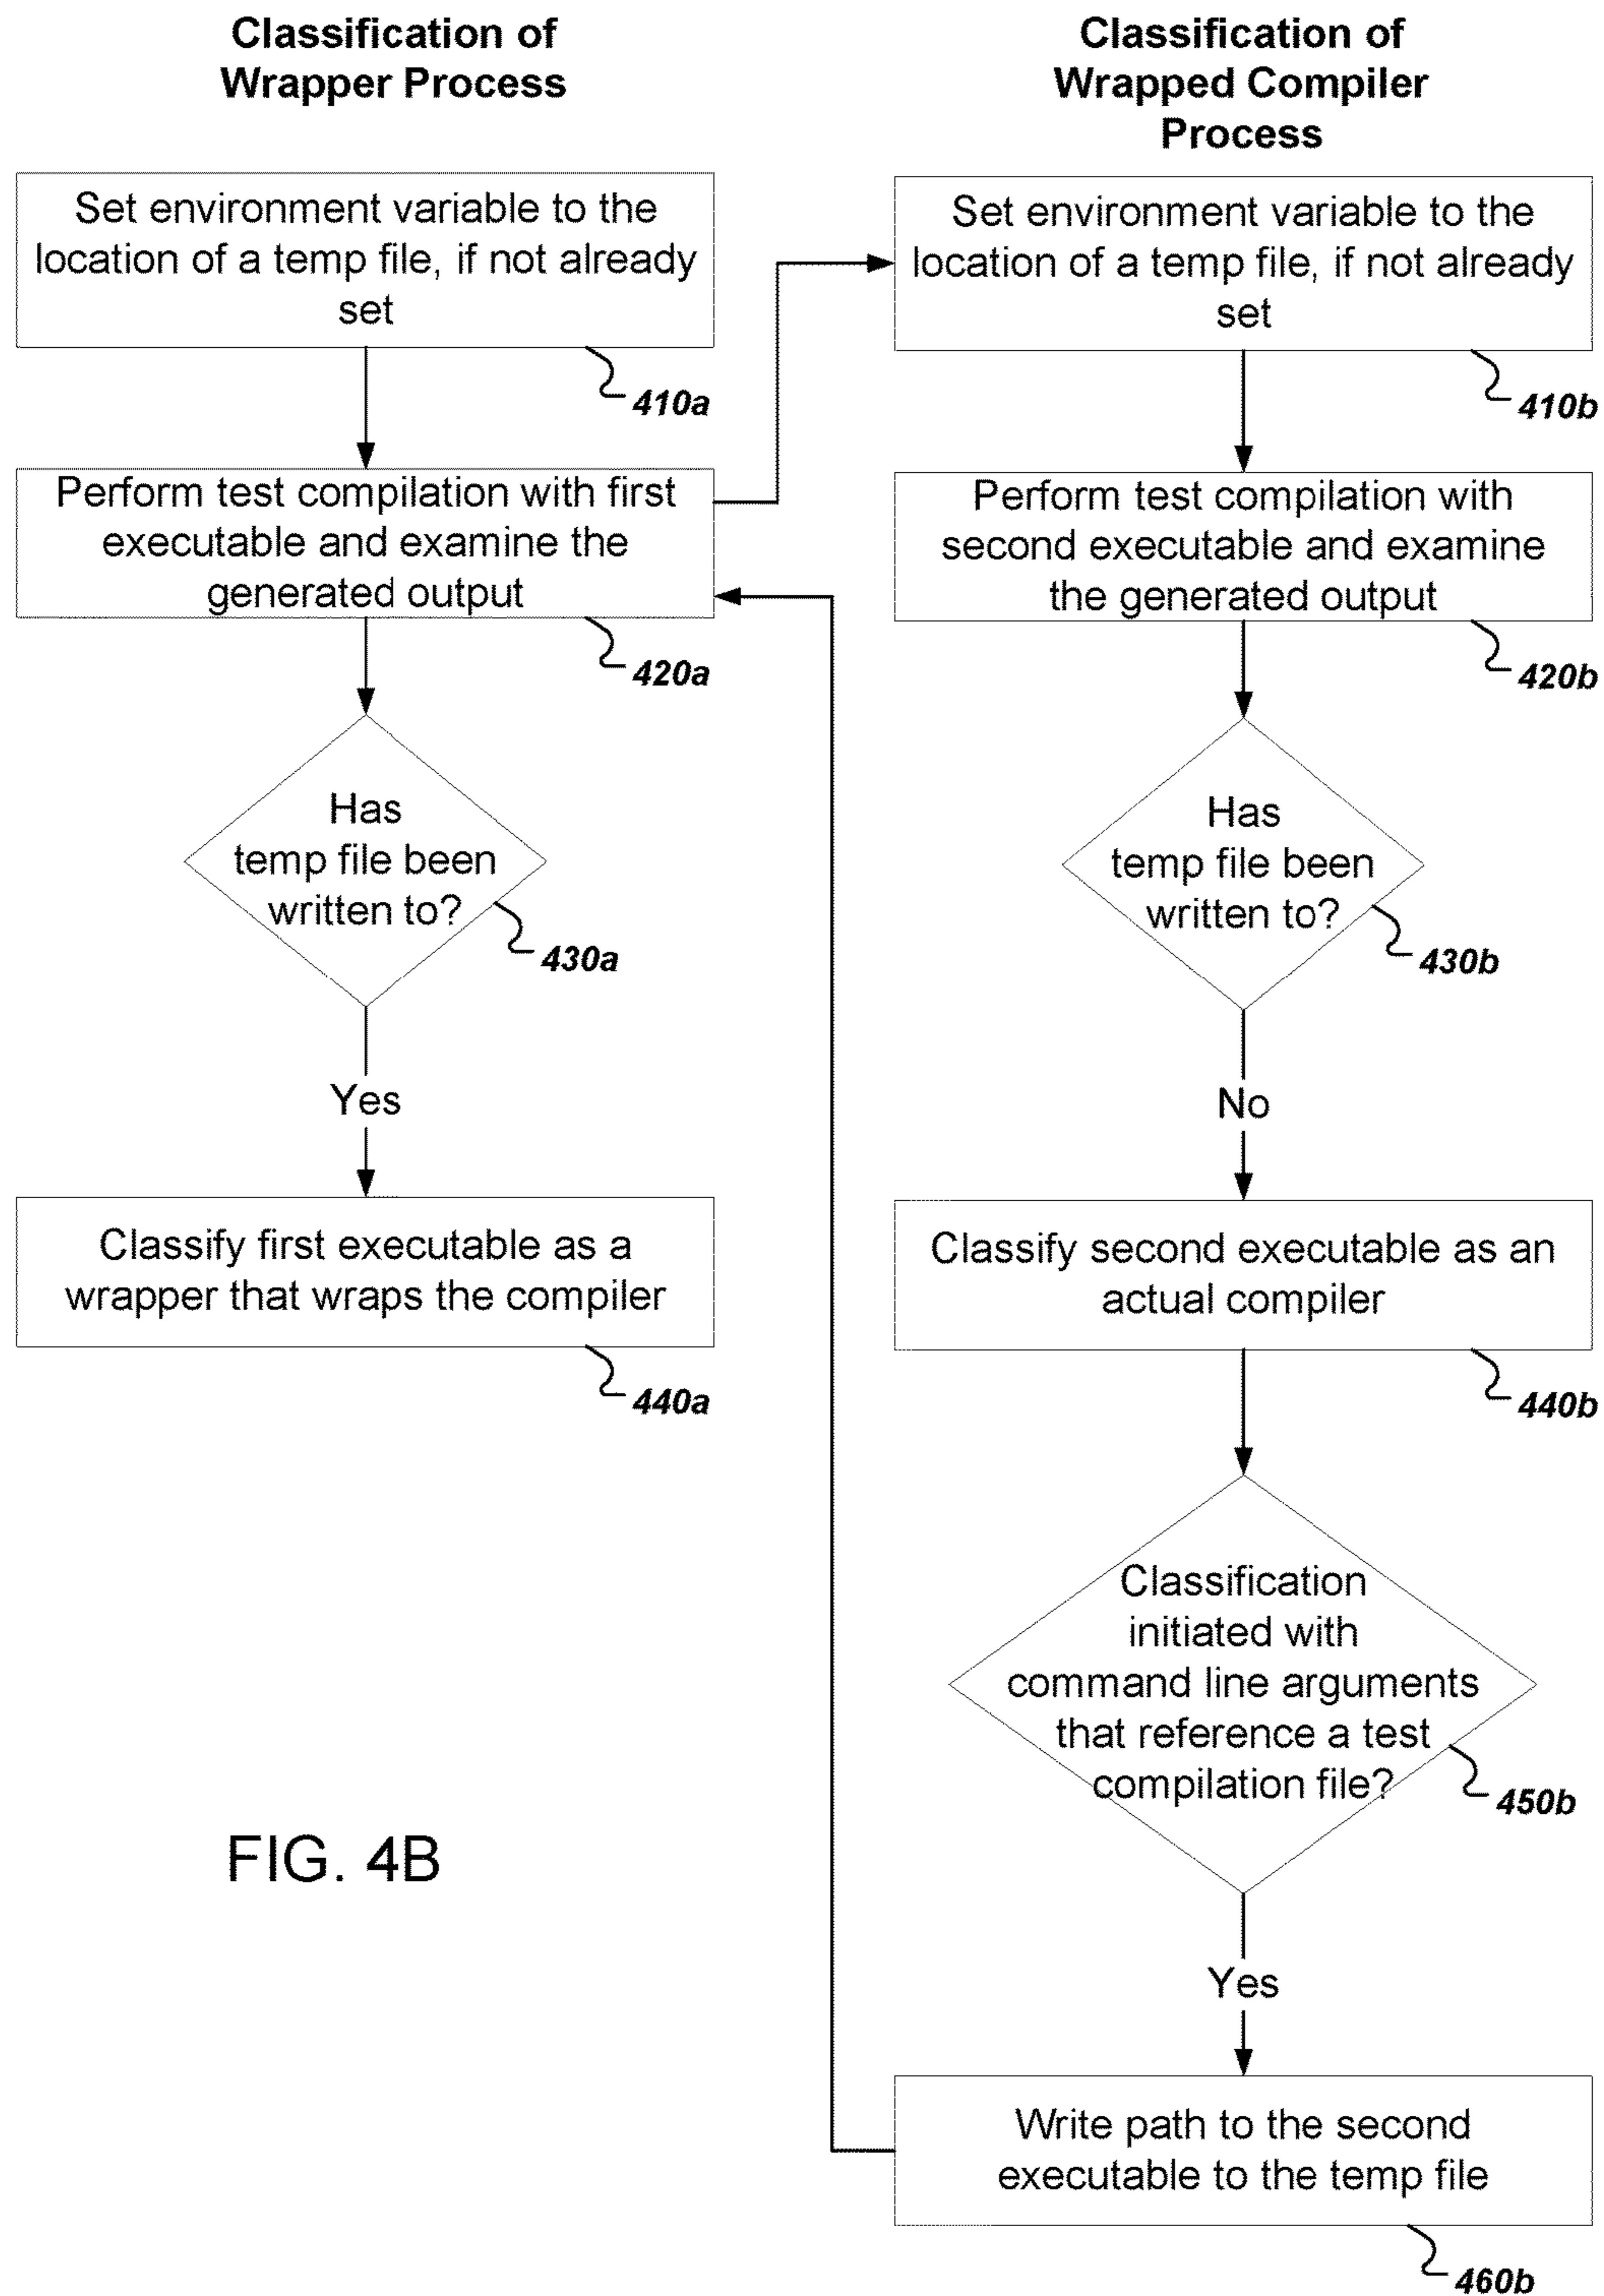 Classification of
Wrapper Process
Set environment variable to the
location of a temp file, if not already
set
410a
Perform test compilation with first
executable and examine the
generated output
420a
Has
temp file been
written to?
430a
Yes
Classify first executable as a
wrapper that wraps the compiler
440a
Classification of
Wrapped Compiler
Process
Set environment variable to the
location of a temp file, if not already
set
410b
Perform test compilation with
second executable and examine
the generated output
420b
Has
temp file been
written to?
430b
No
Classify second executable as an
actual compiler
440b
Classification
initiated with
command line arguments
that reference a test
compilation file?
450b
Yes
Write path to the second
executable to the temp file
460b
FIG. 4B